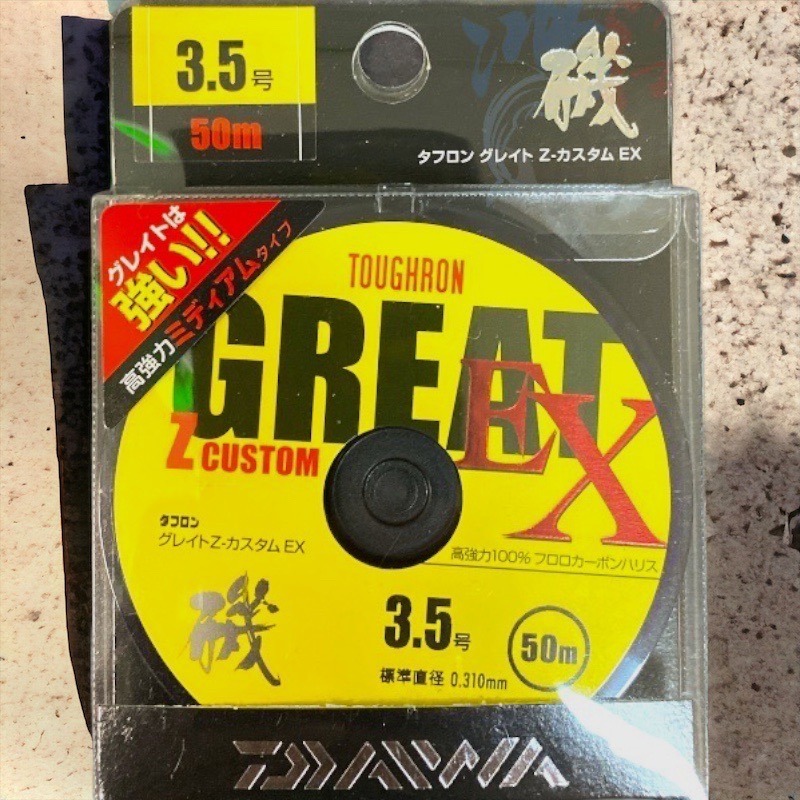 3.5号
50m
磯
タフロン グレイト Z-カスタム EX
グレイトは
強い!!
高強力ミディアムタイプ
TOUGHRON
GREAT
EX
Z CUSTOM
タフロン
グレイトZ-カスタム EX
高強力100% フロロカーボンハリス
磯
3.5号
50m
標準直径 0.310mm
DAIWA